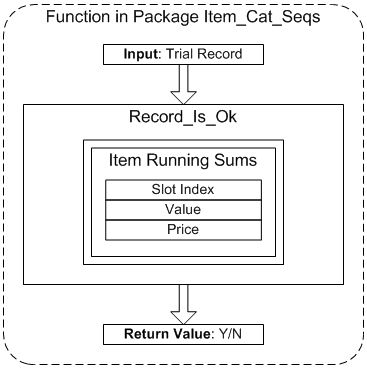 Function in Package Item_Cat_Seqs
Input: Trial Record
Record_Is_Ok
Item Running Sums
Slot Index
Value
Price
Return Value: Y/N